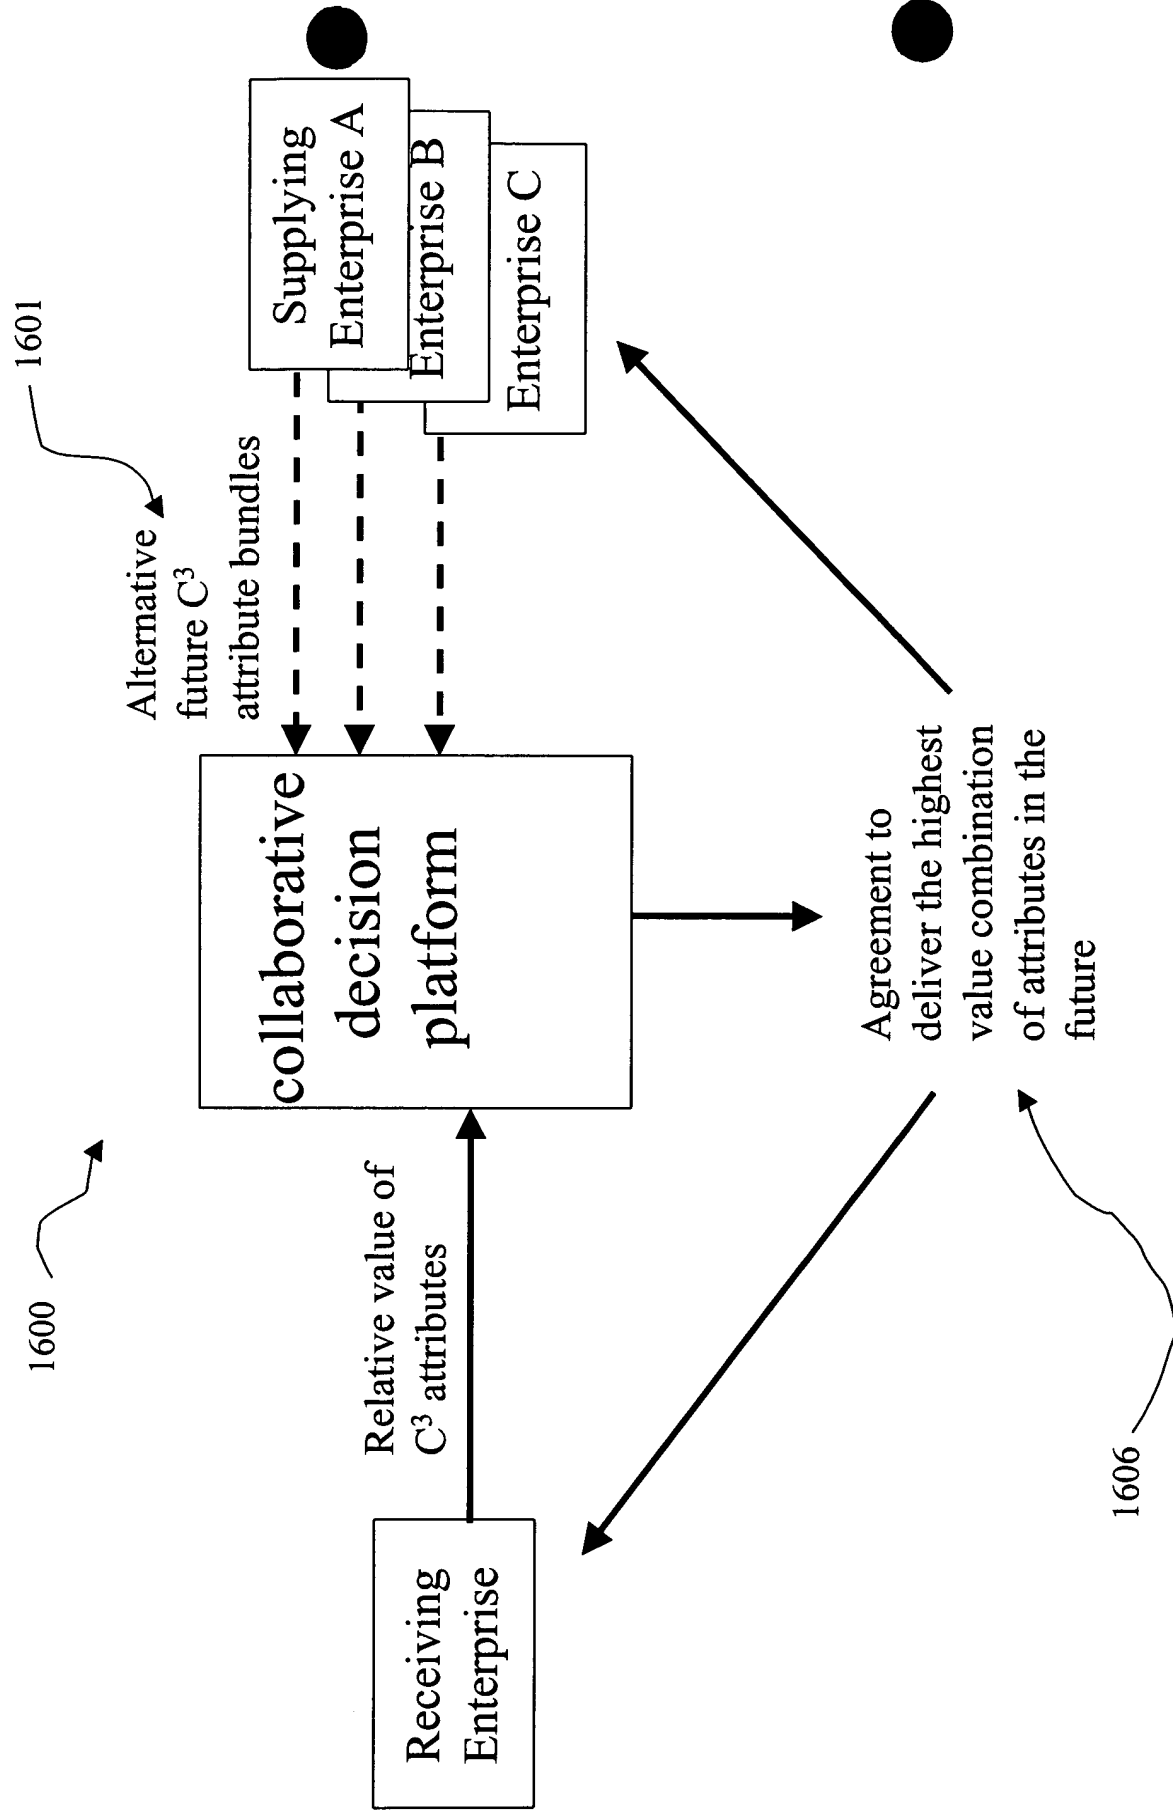 1600
1601
Alternative
future C³
attribute bundles
Supplying
Enterprise A
Enterprise B
Enterprise C
collaborative
decision
platform
Relative value of
C³ attributes
Receiving
Enterprise
Agreement to
deliver the highest
value combination
of attributes in the
future
1606